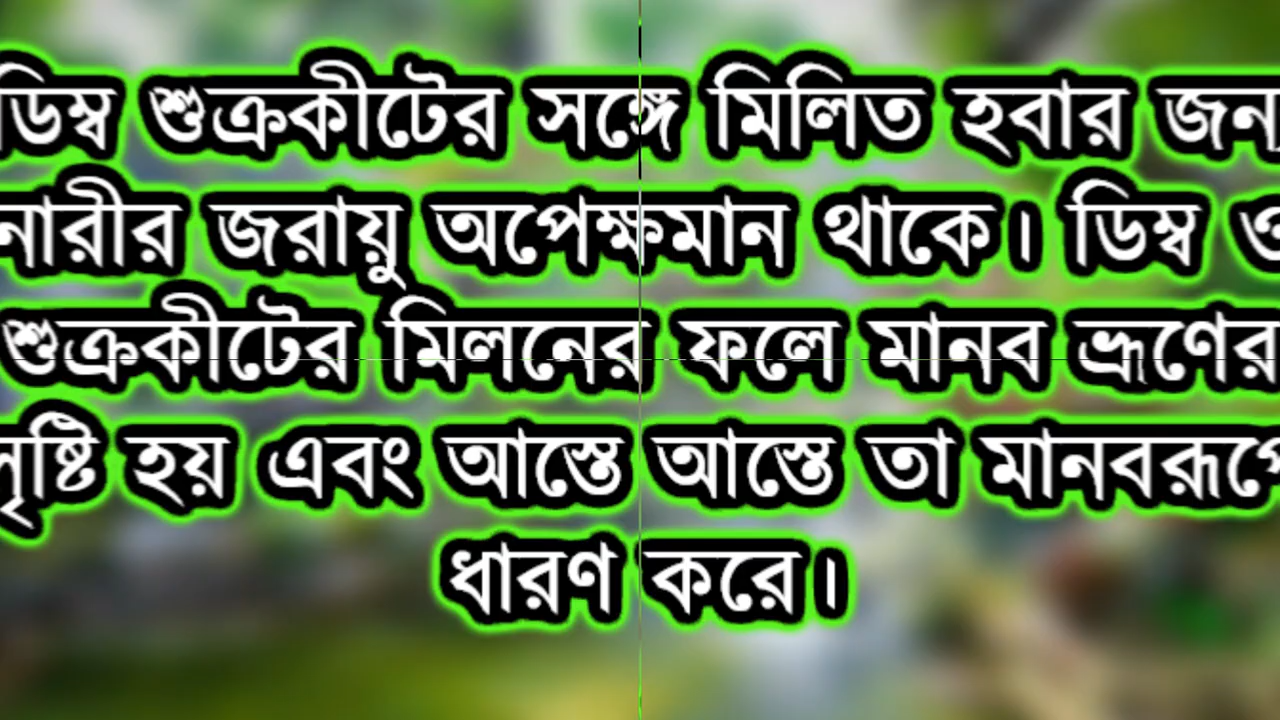 ডিম্ব শুক্রকীটের সঙ্গে মিলিত হবার জন্য
নারীর জরায়ু অপেক্ষমান থাকে। ডিম্ব ও
শুক্রকীটের মিলনের ফলে মানব ভ্রূণের
সৃষ্টি হয় এবং আস্তে আস্তে তা মানবরূপে
ধারণ করে।